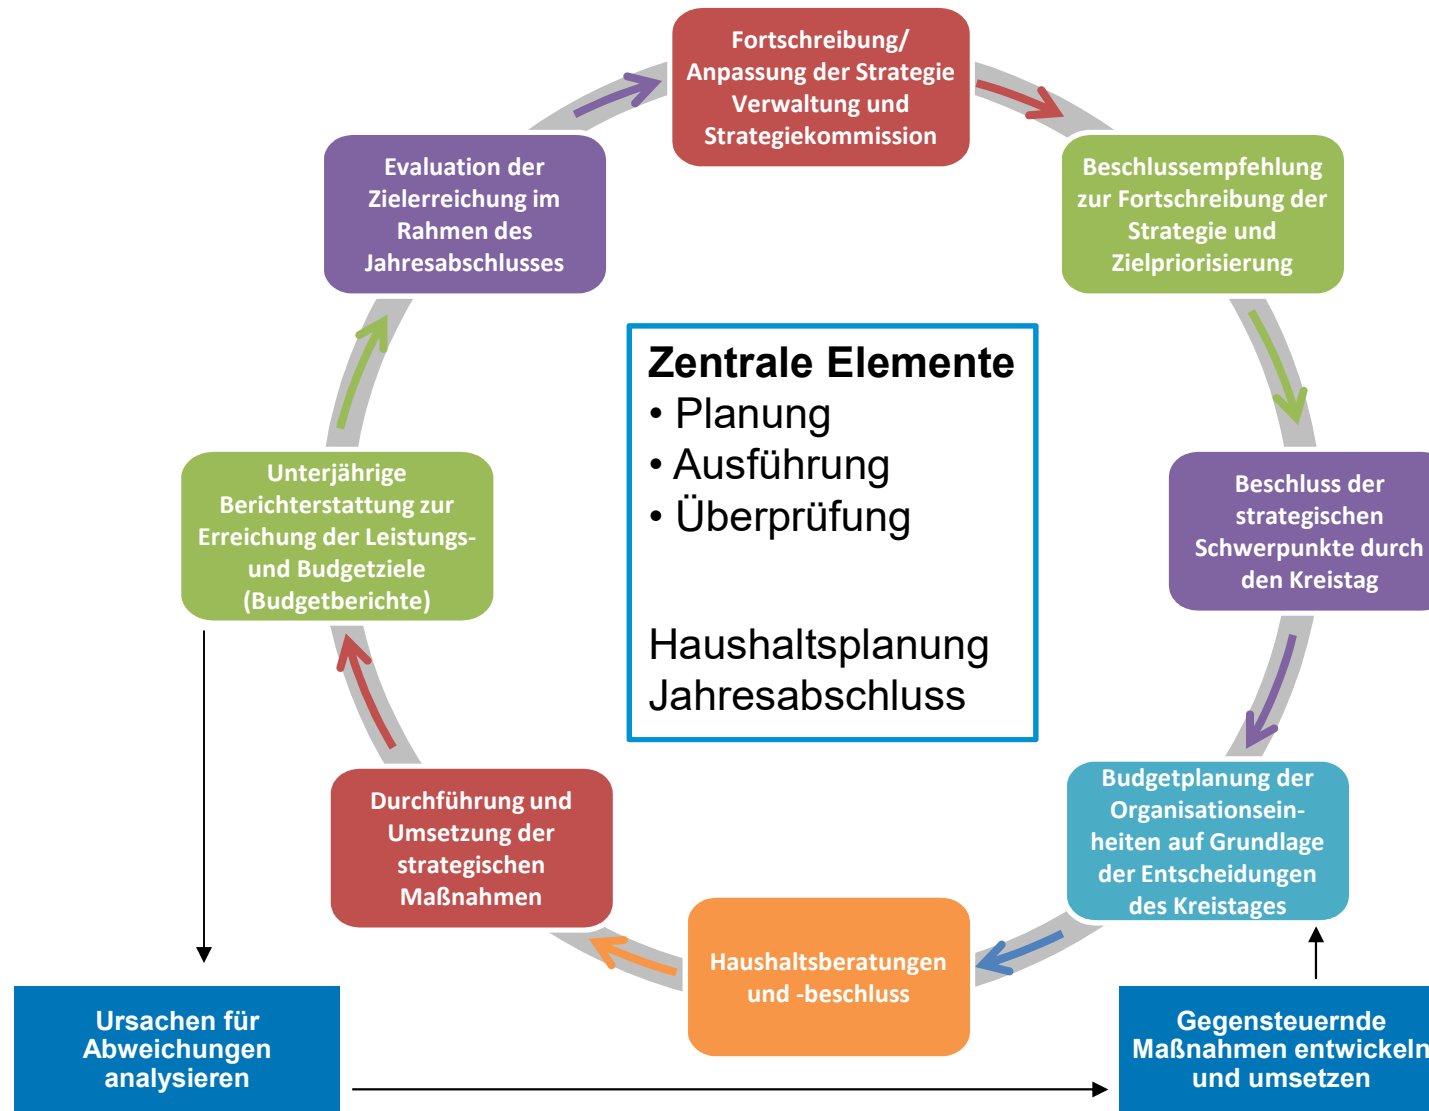 Fortschreibung/
Anpassung der Strategie
Verwaltung und
Strategiekommission
Beschlussempfehlung
zur Fortschreibung der
Strategie und
Zielpriorisierung
Beschluss der
strategischen
Schwerpunkte durch
den Kreistag
Budgetplanung der
Organisationsein-
heiten auf Grundlage
der Entscheidungen
des Kreistages
Haushaltsberatungen
und -beschluss
Durchführung und
Umsetzung der
strategischen
Maßnahmen
Unterjährige
Berichterstattung zur
Erreichung der Leistungs-
und Budgetziele
(Budgetberichte)
Evaluation der
Zielerreichung im
Rahmen des
Jahresabschlusses
Zentrale Elemente
• Planung
• Ausführung
• Überprüfung
Haushaltsplanung
Jahresabschluss
Ursachen für
Abweichungen
analysieren
Gegensteuernde
Maßnahmen entwickeln
und umsetzen